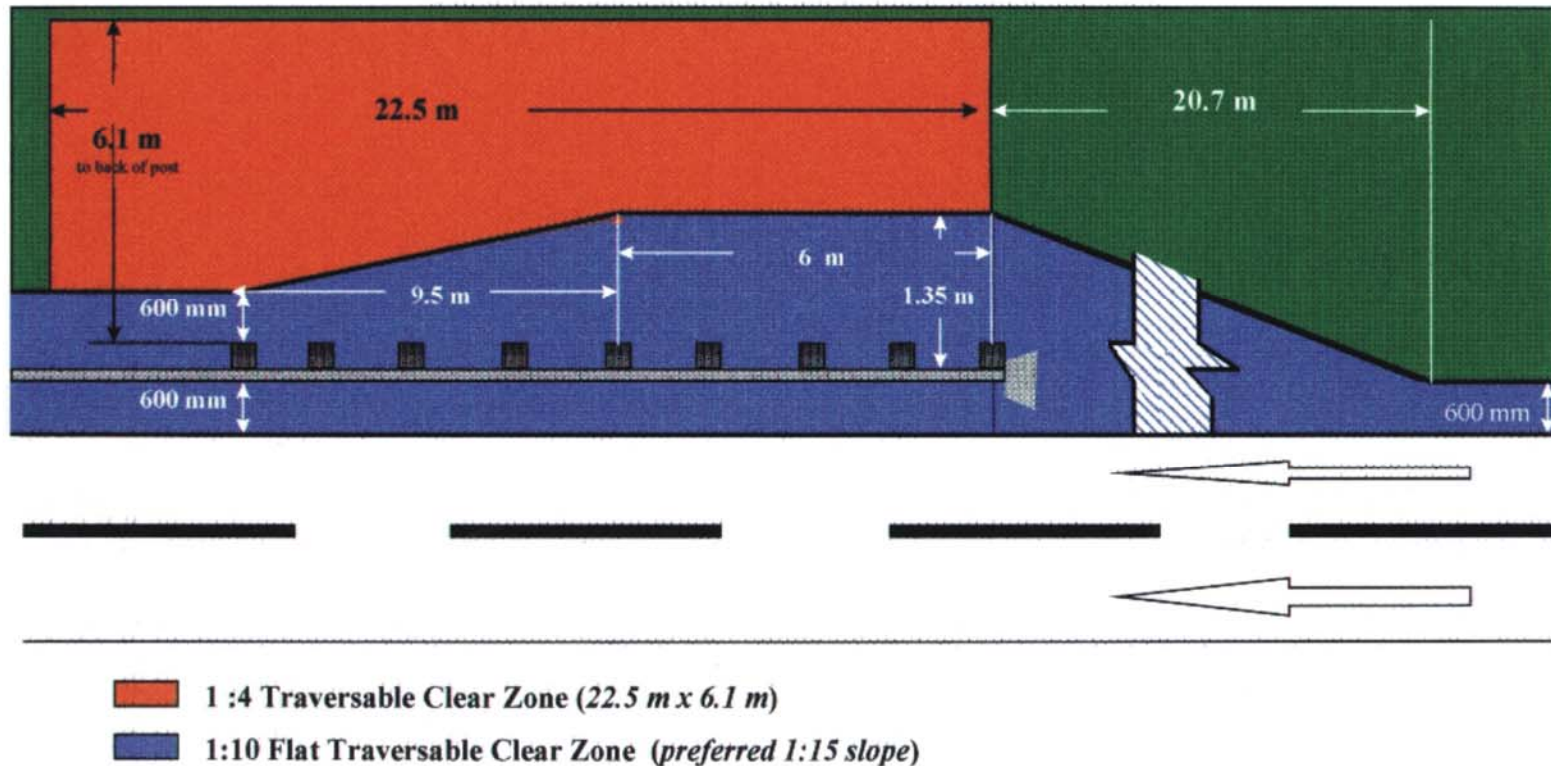 22.5 m
20.7 m
6.1 m
to back of post
6 m
9.5 m
1.35 m
600 mm
600 mm
600 mm
1 :4 Traversable Clear Zone (22.5 m x 6.1 m)
1:10 Flat Traversable Clear Zone (preferred 1:15 slope)